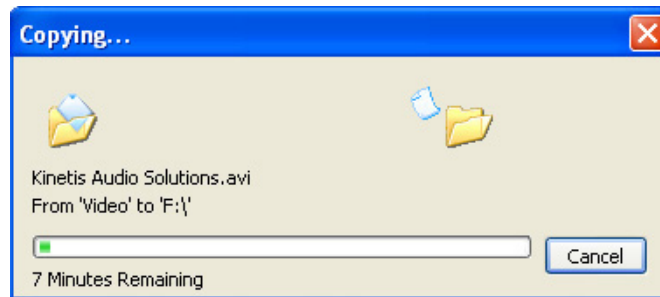 Copying...
Kinetis Audio Solutions.avi
From 'Video' to 'F:\'
Cancel
7 Minutes Remaining